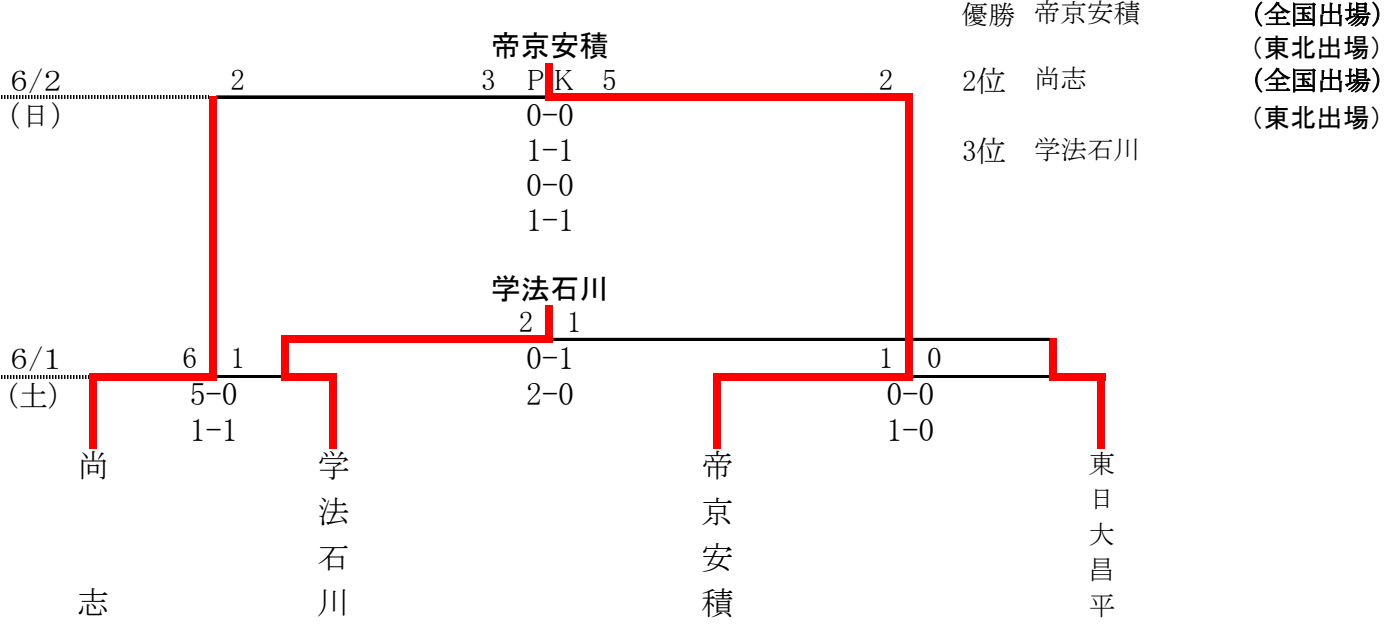 優勝 帝京安積 (全国出場)
(東北出場)
2位 尚志 (全国出場)
(東北出場)
3位 学法石川
帝京安積
6/2 2 3 PK 5 2
(日)
0-0
1-1
0-0
1-1
学法石川
2 1
6/1 6 1 0-1 1 0
(土) 5-0 2-0 0-0
1-1 1-0
尚志
学法石川
帝京安積
東日大昌平